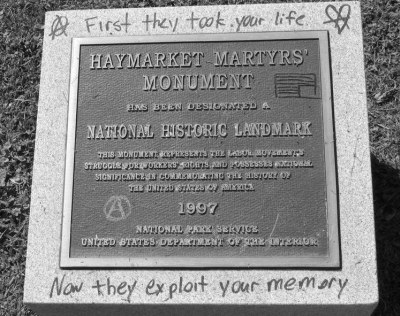 First they took your life
HAYMARKET MARTYRS'
MONUMENT
HAS BEEN DESIGNATED A
NATIONAL HISTORIC LANDMARK
THIS MONUMENT REPRESENTS THE LABOR MOVEMENT'S
STRUGGLE FOR WORKERS' RIGHTS AND POSSESSES NATIONAL
SIGNIFICANCE IN COMMEMORATING THE HISTORY OF
THE UNITED STATES OF AMERICA
1997
NATIONAL PARK SERVICE
UNITED STATES DEPARTMENT OF THE INTERIOR
Now they exploit your memory